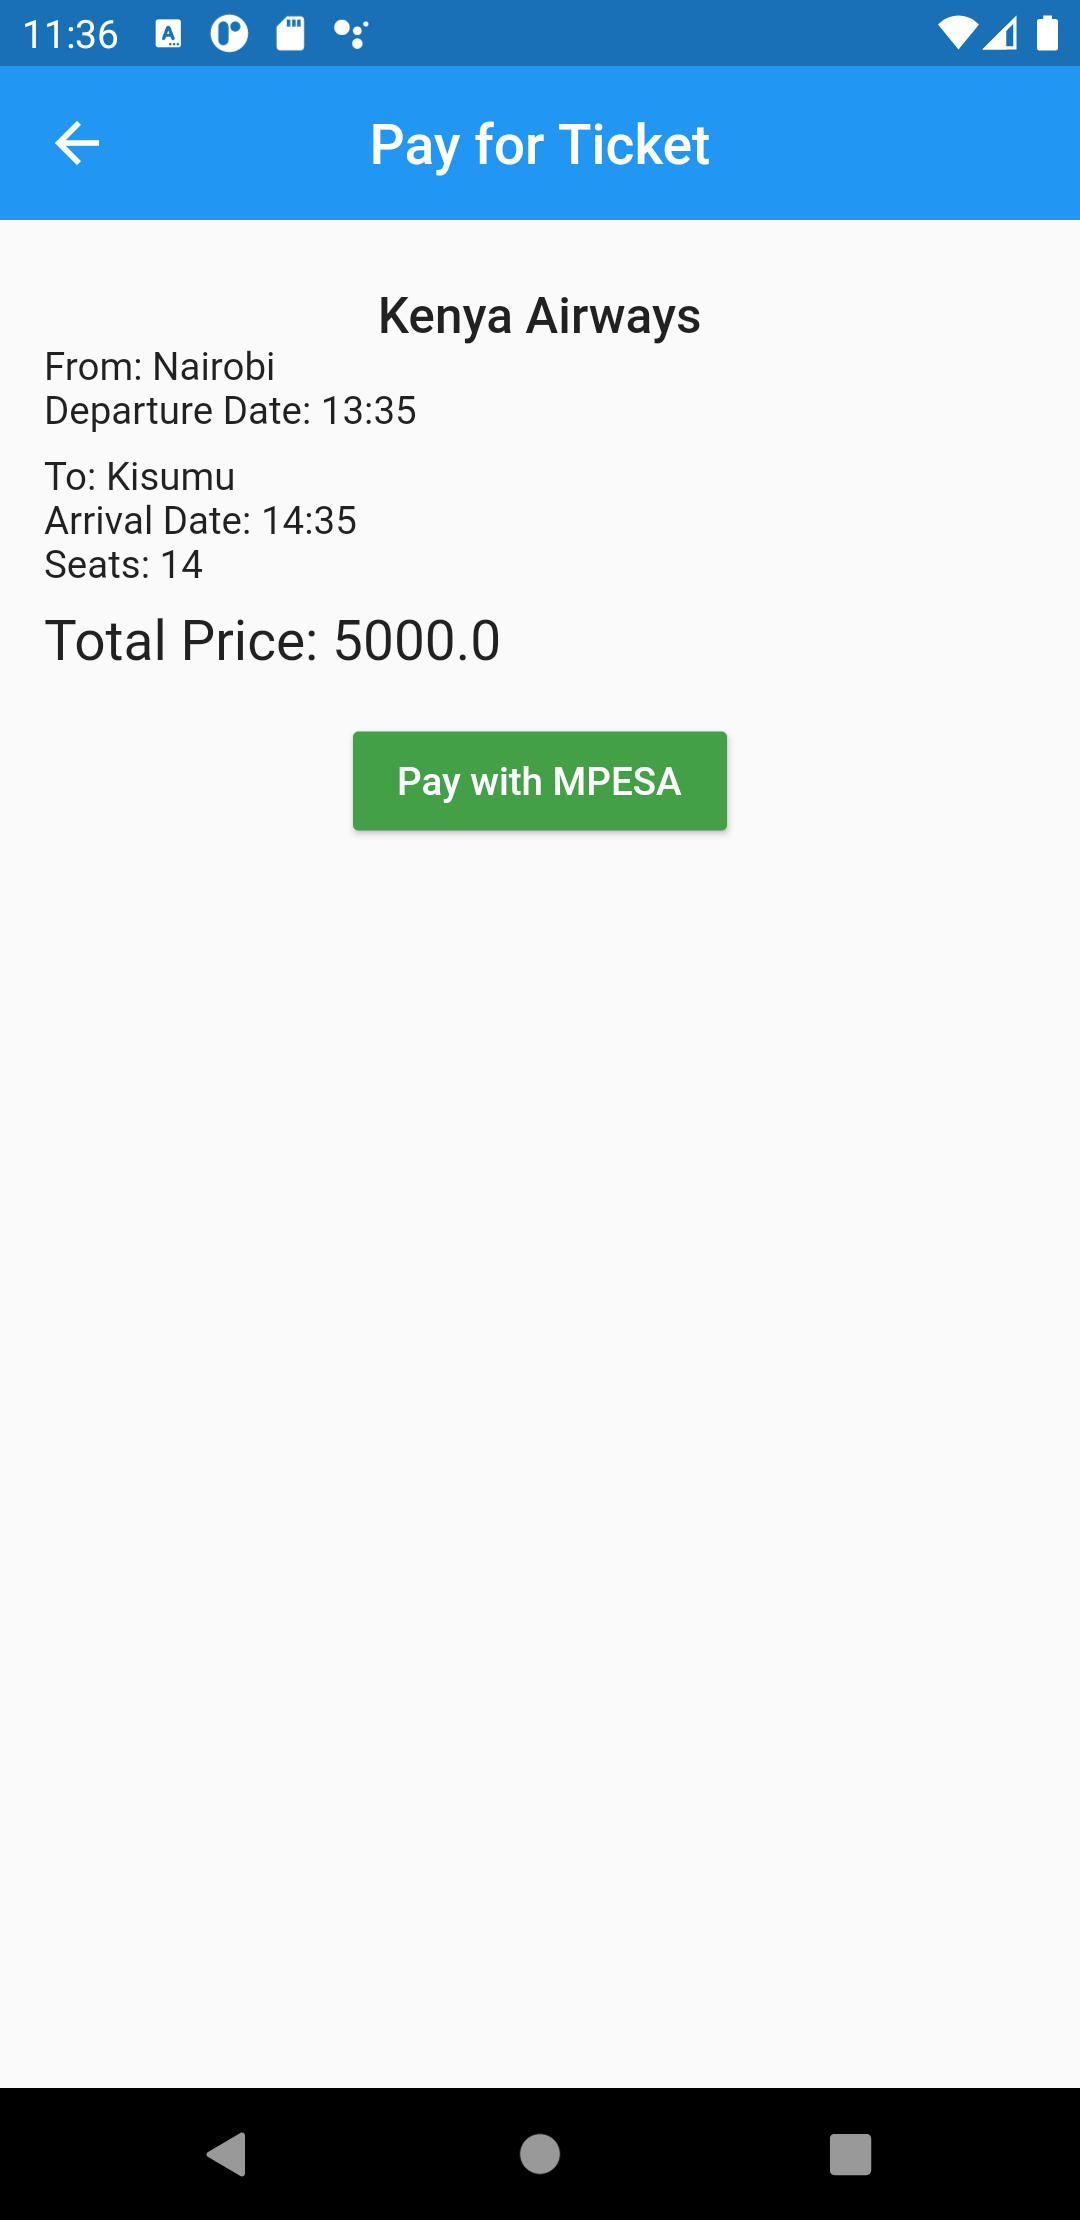 11:36
Pay for Ticket
Kenya Airways
From: Nairobi
Departure Date: 13:35
To: Kisumu
Arrival Date: 14:35
Seats: 14
Total Price: 5000.0
Pay with MPESA